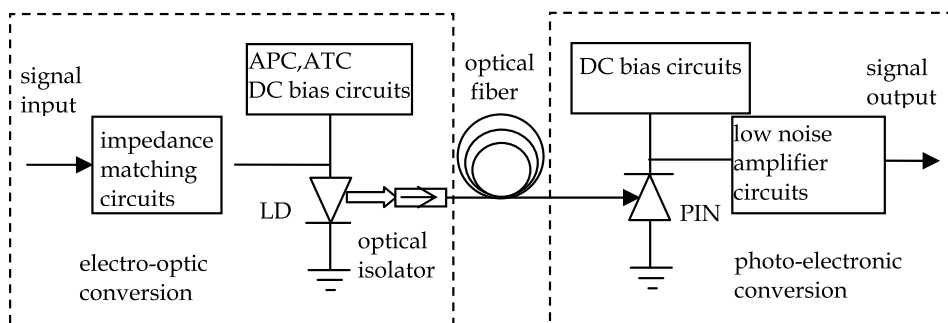 signal
input
impedance
matching
circuits
APC,ATC
DC bias circuits
LD
optical
isolator
electro-optic
conversion
optical
fiber
DC bias circuits
PIN
low noise
amplifier
circuits
signal
output
photo-electronic
conversion